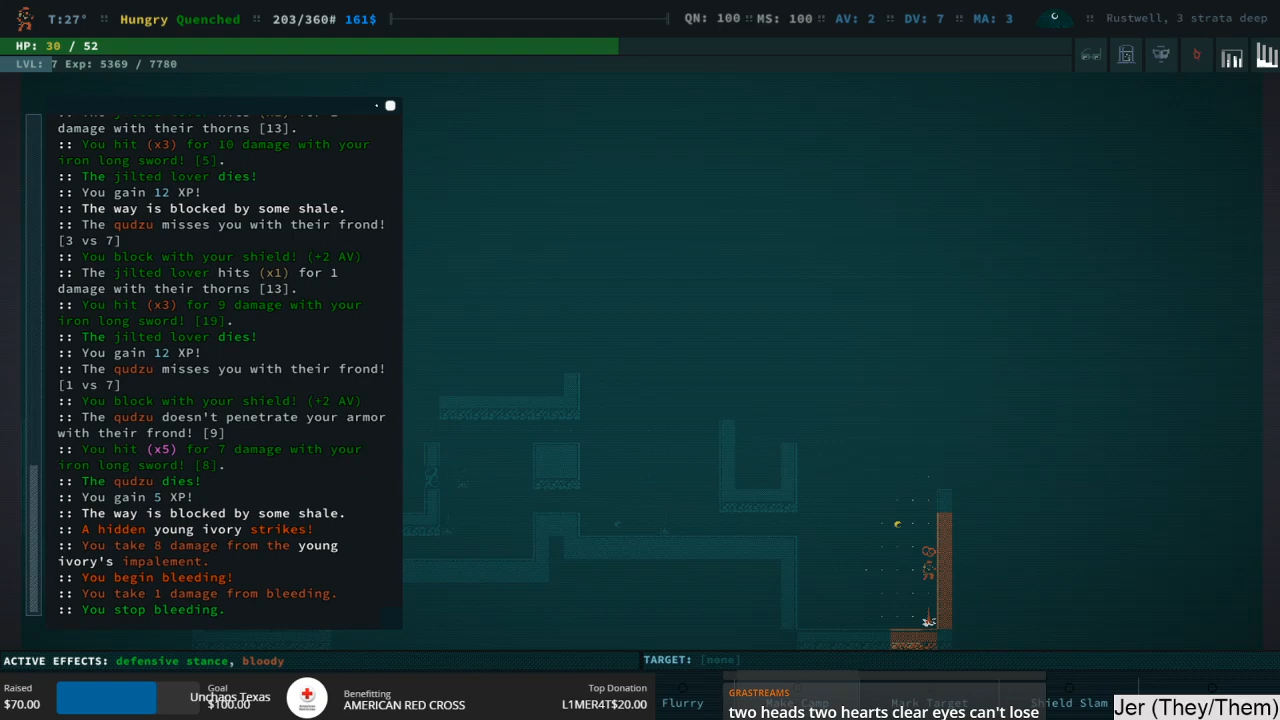 T:27° :: Hungry Quenched :: 203/360# 161$ QN: 100 :: MS: 100 :: AV: 2 :: DV: 7 :: MA: 3 :: Rustwell, 3 strata deep
HP: 30 / 52
LVL: 7 Exp: 5369 / 7780
damage with their thorns [13].
:: You hit (x3) for 10 damage with your
iron long sword! [5].
:: The jilted lover dies!
:: You gain 12 XP!
:: The way is blocked by some shale.
:: The qudzu misses you with their frond!
[3 vs 7]
:: You block with your shield! (+2 AV)
:: The jilted lover hits (x1) for 1
damage with their thorns [13].
:: You hit (x3) for 9 damage with your
iron long sword! [19].
:: The jilted lover dies!
:: You gain 12 XP!
:: The qudzu misses you with their frond!
[1 vs 7]
:: You block with your shield! (+2 AV)
:: The qudzu doesn't penetrate your armor
with their frond! [9]
:: You hit (x5) for 7 damage with your
iron long sword! [8].
:: The qudzu dies!
:: You gain 5 XP!
:: The way is blocked by some shale.
:: A hidden young ivory strikes!
:: You take 8 damage from the young
ivory's impalement.
:: You begin bleeding!
:: You take 1 damage from bleeding.
:: You stop bleeding.
ACTIVE EFFECTS: defensive stance, bloody
TARGET: [none]
Raised
$70.00
Goal
$100.00
Unchaos Texas
Benefitting
AMERICAN RED CROSS
Top Donation
L1MER4T$20.00
Flurry
Make Camp
Mark Target
Shield Slam
GRASTREAMS
two heads two hearts clear eyes can't lose
Jer (They/Them)